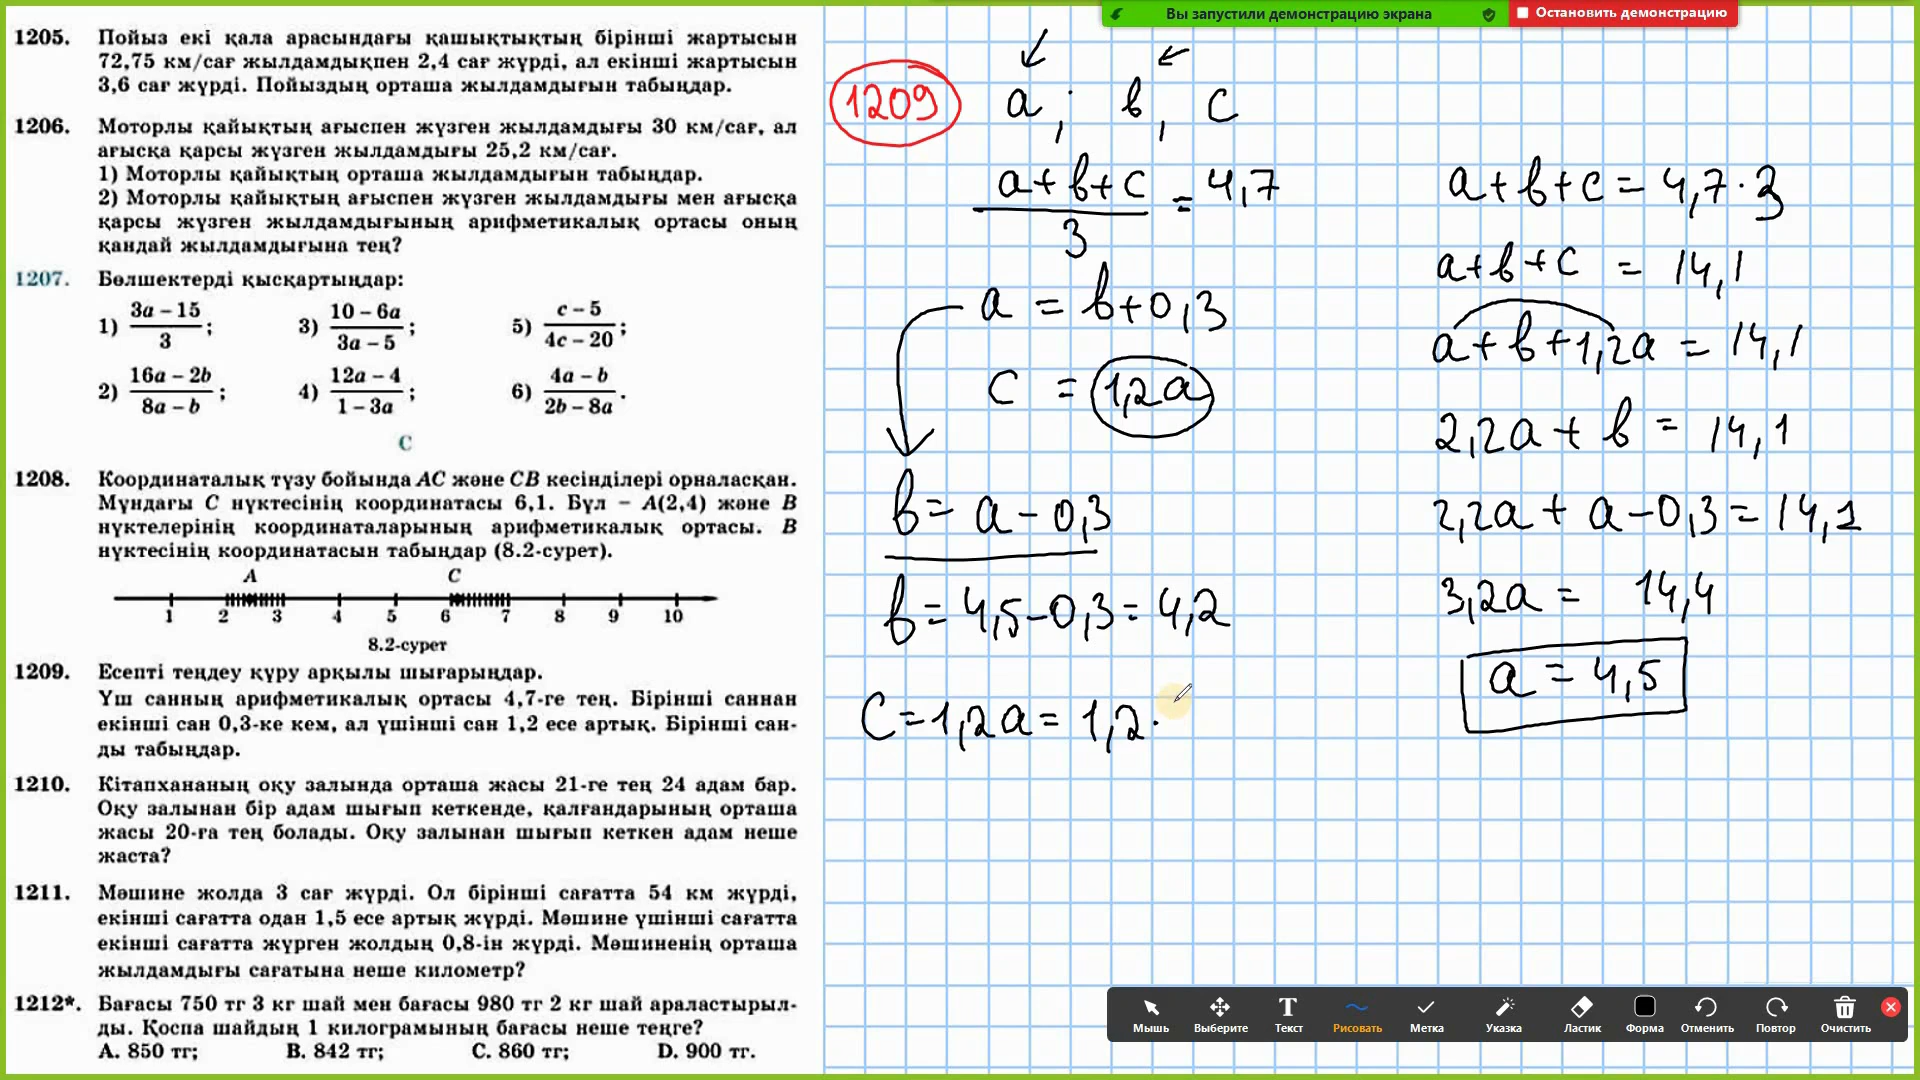 Вы запустили демонстрацию экрана
Остановить демонстрацию
1205. Пойыз екі қала арасындағы қашықтықтың бірінші жартысын
72,75 км/сағ жылдамдықпен 2,4 сағ жүрді, ал екінші жартысын
3,6 сағ жүрді. Пойыздың орташа жылдамдығын табыңдар.
1206. Моторлы қайықтың ағыспен жүзген жылдамдығы 30 км/сағ, ал
ағысқа қарсы жүзген жылдамдығы 25,2 км/сағ.
1) Моторлы қайықтың орташа жылдамдығын табыңдар.
2) Моторлы қайықтың ағыспен жүзген жылдамдығы мен ағысқа
қарсы жүзген жылдамдығының арифметикалық ортасы оның
қандай жылдамдығына тең?
1207. Бөлшектерді қысқартыңдар:
1) (3a – 15)/3; 3) (10 – 6a)/(3a – 5); 5) (c – 5)/(4c – 20);
2) (16a – 2b)/(8a – b); 4) (12a – 4)/(1 – 3a); 6) (4a – b)/(2b – 8a).
C
1208. Координаталық түзу бойында AC және CB кесінділері орналасқан.
Мұндағы C нүктесінің координатасы 6,1. Бұл – A(2,4) және B
нүктелерінің координаталарының арифметикалық ортасы. B
нүктесінің координатасын табыңдар (8.2-сурет).
A C
1 2 3 4 5 6 7 8 9 10
8.2-сурет
1209. Есепті теңдеу құру арқылы шығарыңдар.
Үш санның арифметикалық ортасы 4,7-ге тең. Бірінші саннан
екінші сан 0,3-ке кем, ал үшінші сан 1,2 есе артық. Бірінші сан-
ды табыңдар.
1210. Кітапхананың оқу залында орташа жасы 21-ге тең 24 адам бар.
Оқу залынан бір адам шығып кеткенде, қалғандарының орташа
жасы 20-ға тең болады. Оқу залынан шығып кеткен адам неше
жаста?
1211. Мәшине жолда 3 сағ жүрді. Ол бірінші сағатта 54 км жүрді,
екінші сағатта одан 1,5 есе артық жүрді. Мәшине үшінші сағатта
екінші сағатта жүрген жолдың 0,8-ін жүрді. Мәшиненің орташа
жылдамдығы сағатына неше километр?
1212*. Бағасы 750 тг 3 кг шай мен бағасы 980 тг 2 кг шай араластырыл-
ды. Қоспа шайдың 1 килограмының бағасы неше теңге?
A. 850 тг; B. 842 тг; C. 860 тг; D. 900 тг.
1209 a; b, c
(a+b+c)/3 = 4,7
a = b+0,3
c = 1,2a
b = a – 0,3
b = 4,5 – 0,3 = 4,2
c = 1,2a = 1,2 ·
a+b+c = 4,7 · 3
a+b+c = 14,1
a+b+1,2a = 14,1
2,2a + b = 14,1
2,2a + a – 0,3 = 14,1
3,2a = 14,4
a = 4,5
Мышь Выберите Текст Рисовать Метка Указка Ластик Форма Отменить Повтор Очистить